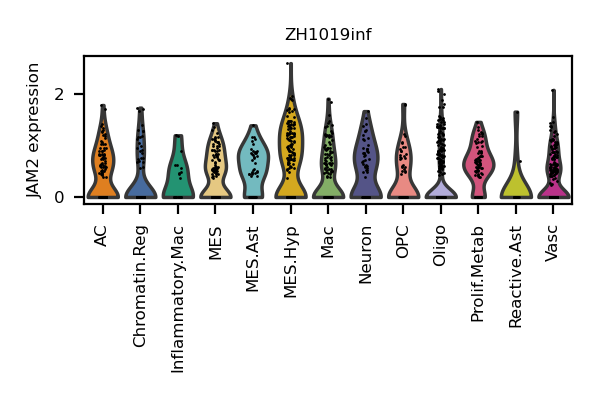 ZH1019inf
JAM2 expression
2
0
AC
Chromatin.Reg
Inflammatory.Mac
MES
MES.Ast
MES.Hyp
Mac
Neuron
OPC
Oligo
Prolif.Metab
Reactive.Ast
Vasc